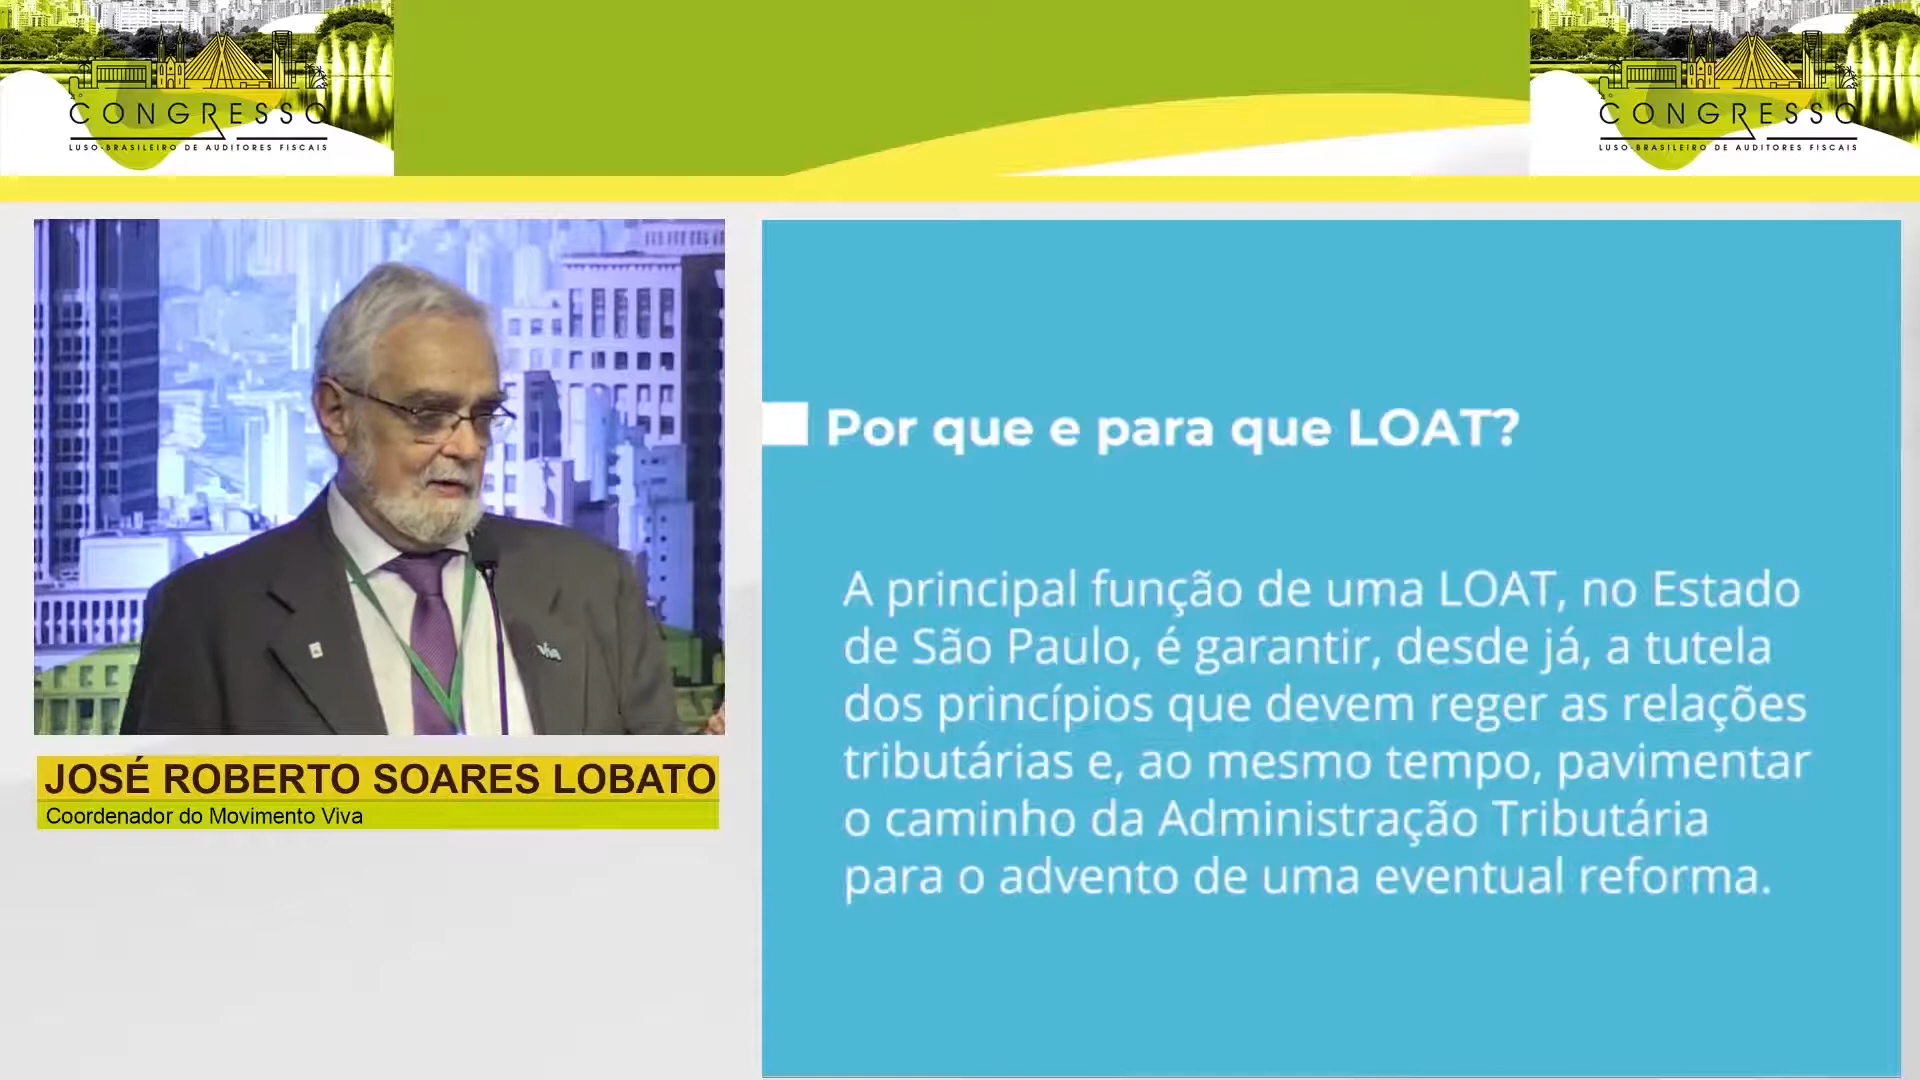 CONGRESSO
LUSO-BRASILEIRO DE AUDITORES FISCAIS
CONGRESSO
LUSO-BRASILEIRO DE AUDITORES FISCAIS
Viva
JOSÉ ROBERTO SOARES LOBATO
Coordenador do Movimento Viva
Por que e para que LOAT?
A principal função de uma LOAT, no Estado
de São Paulo, é garantir, desde já, a tutela
dos princípios que devem reger as relações
tributárias e, ao mesmo tempo, pavimentar
o caminho da Administração Tributária
para o advento de uma eventual reforma.